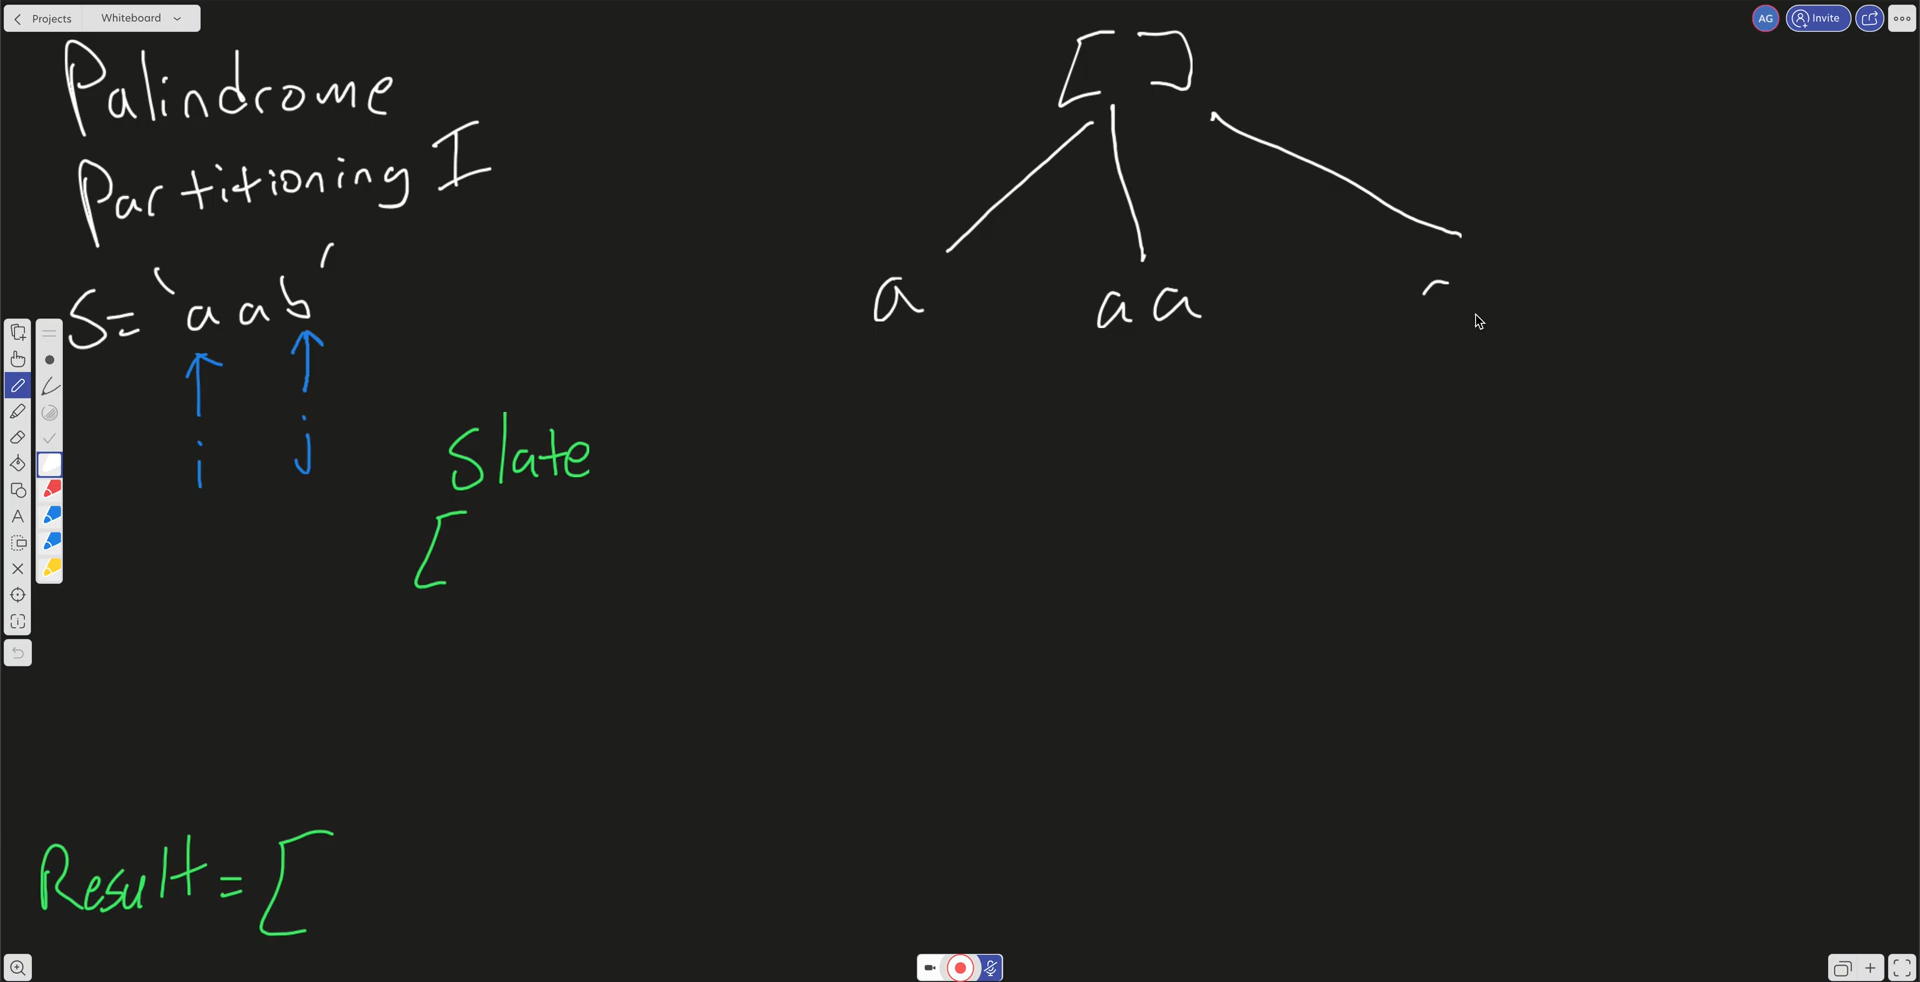 Projects Whiteboard
AG Invite
Palindrome
Partitioning I
S= 'aab'
i j
Slate
[
[ ]
a aa
A
Result = [